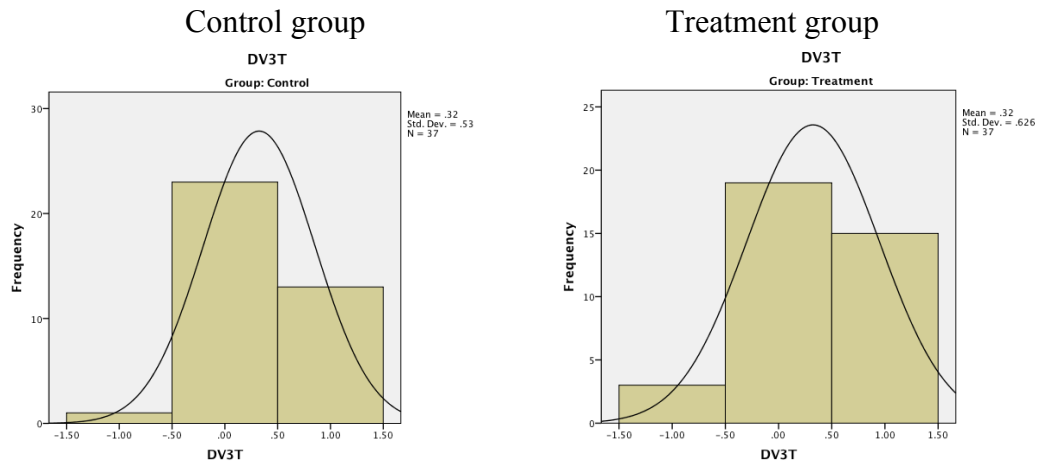 Control group
DV3T
Group: Control
Mean = .32
Std. Dev. = .53
N = 37
30
20
10
0
Frequency
-1.50
-1.00
-.50
.00
.50
1.00
1.50
DV3T
Treatment group
DV3T
Group: Treatment
Mean = .32
Std. Dev. = .626
N = 37
25
20
15
10
5
0
Frequency
-1.50
-1.00
-.50
.00
.50
1.00
1.50
DV3T